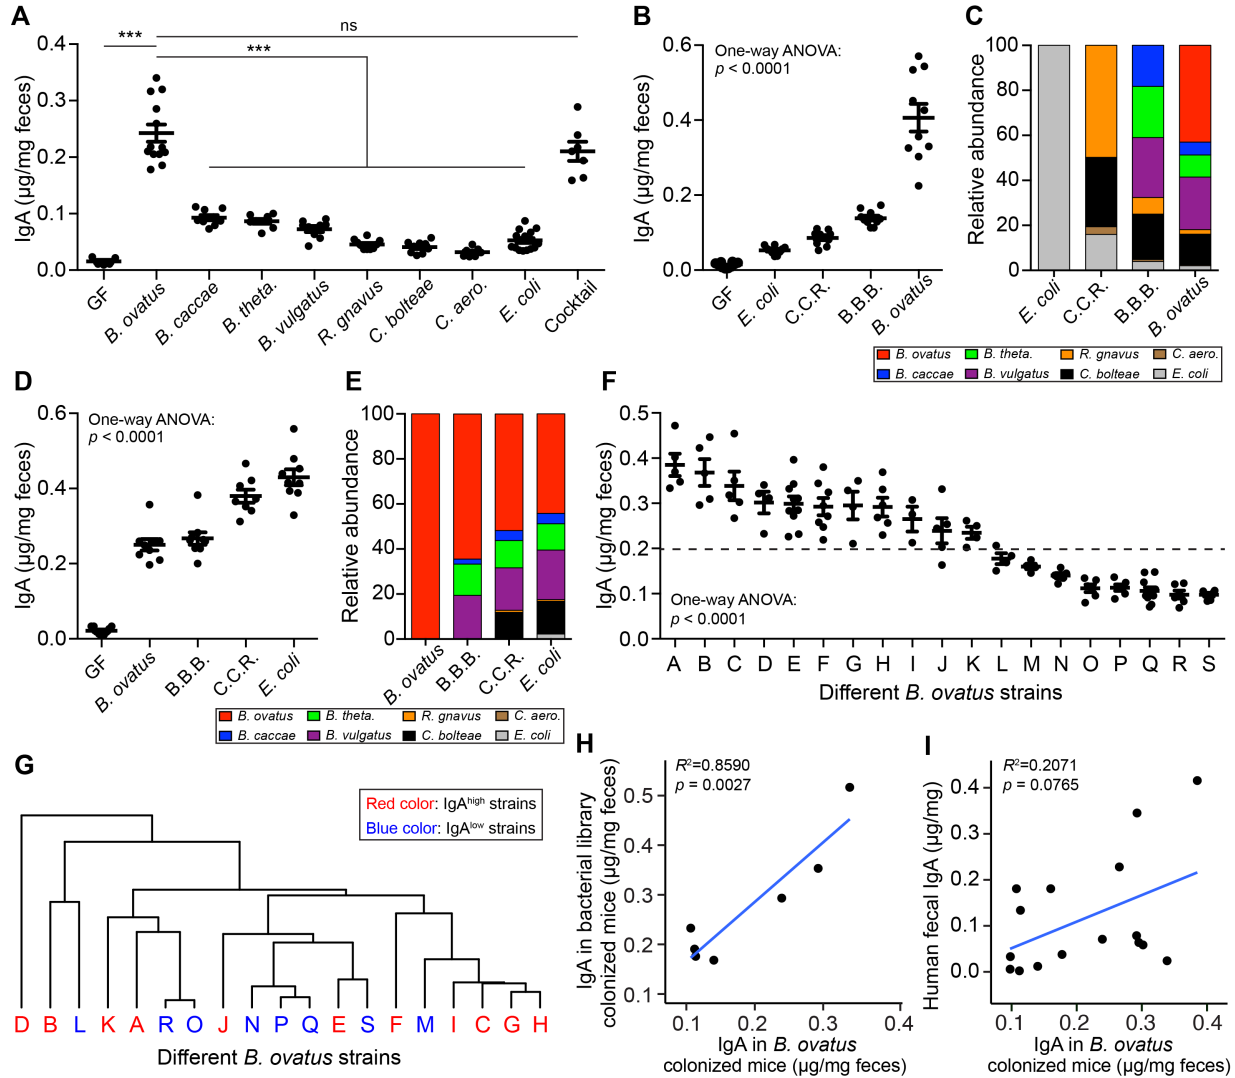 A
ns
***
***
IgA (µg/mg feces)
0.4
0.3
0.2
0.1
0.0
GF
B. ovatus
B. caccae
B. theta.
B. vulgatus
R. gnavus
C. bolteae
C. aero.
E. coli
Cocktail
B
One-way ANOVA:
p < 0.0001
IgA (µg/mg feces)
0.6
0.4
0.2
0.0
GF
E. coli
C.C.R.
B.B.B.
B. ovatus
C
Relative abundance
100
80
60
40
20
0
E. coli
C.C.R.
B.B.B.
B. ovatus
B. ovatus B. theta. R. gnavus C. aero.
B. caccae B. vulgatus C. bolteae E. coli
D
One-way ANOVA:
p < 0.0001
IgA (µg/mg feces)
0.6
0.4
0.2
0.0
GF
B. ovatus
B.B.B.
C.C.R.
E. coli
E
Relative abundance
100
80
60
40
20
0
B. ovatus
B.B.B.
C.C.R.
E. coli
B. ovatus B. theta. R. gnavus C. aero.
B. caccae B. vulgatus C. bolteae E. coli
F
IgA (µg/mg feces)
0.5
0.4
0.3
0.2
0.1
0.0
One-way ANOVA:
p < 0.0001
A B C D E F G H I J K L M N O P Q R S
Different B. ovatus strains
G
Red color: IgAhigh strains
Blue color: IgAlow strains
D B L K A R O J N P Q E S F M I C G H
Different B. ovatus strains
H
R²=0.8590
p = 0.0027
IgA in bacterial library
colonized mice (µg/mg feces)
0.5
0.4
0.3
0.2
0.1
0.1 0.2 0.3 0.4
IgA in B. ovatus
colonized mice (µg/mg feces)
I
R²=0.2071
p = 0.0765
Human fecal IgA (µg/mg)
0.4
0.3
0.2
0.1
0.0
0.1 0.2 0.3 0.4
IgA in B. ovatus
colonized mice (µg/mg feces)